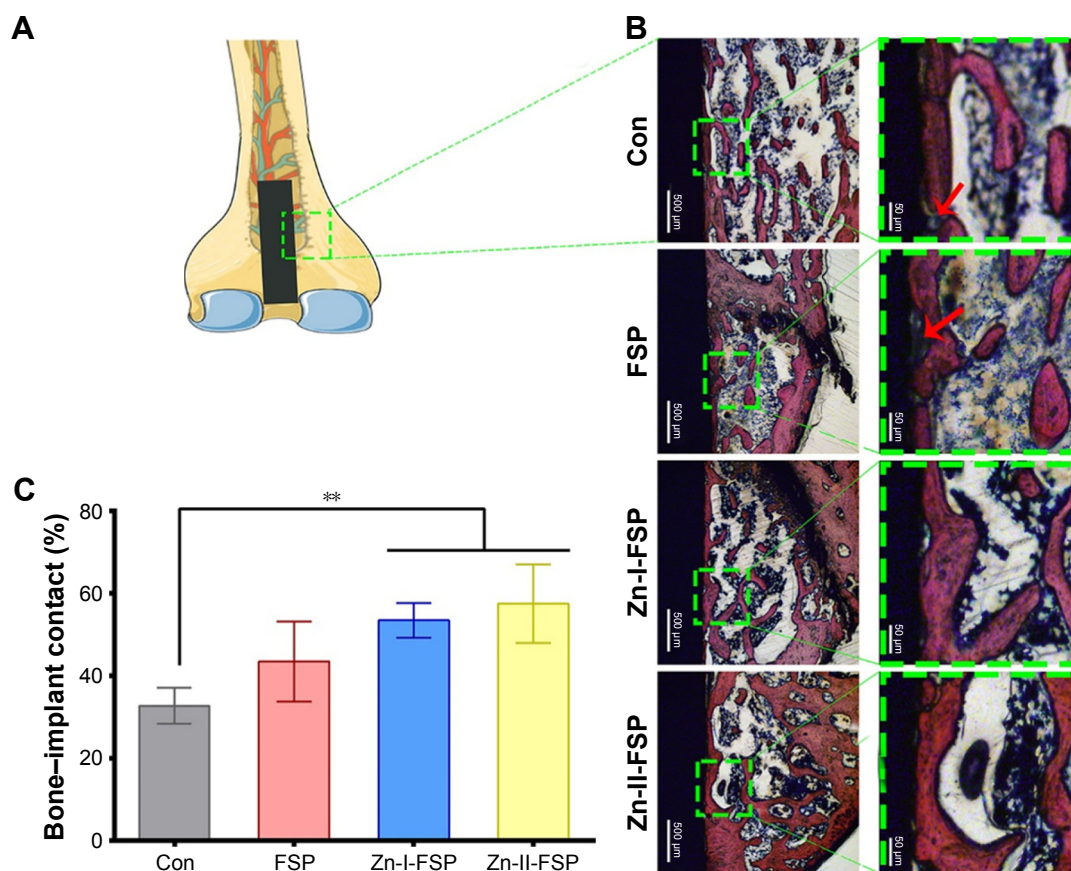 A
B
Con
500 µm
50 µm
FSP
500 µm
50 µm
Zn-I-FSP
500 µm
50 µm
Zn-II-FSP
500 µm
50 µm
C
**
Bone–implant contact (%)
80
60
40
20
0
Con
FSP
Zn-I-FSP
Zn-II-FSP